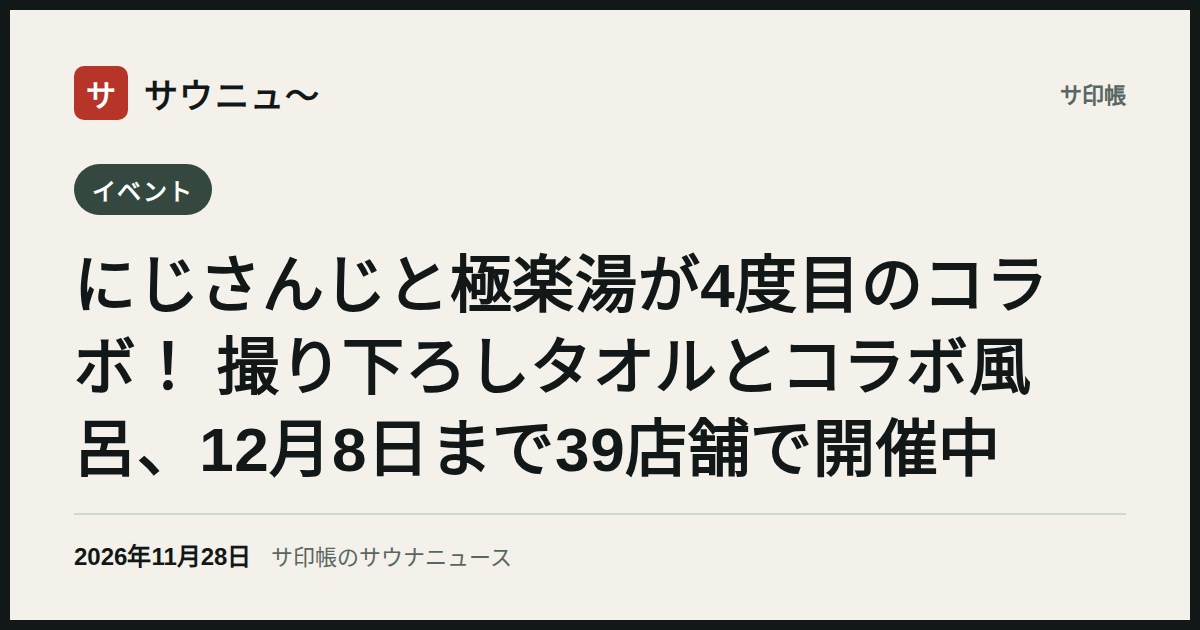 サ サウニュ〜
サ印帳
イベント
にじさんじと極楽湯が4度目のコラ
ボ！ 撮り下ろしタオルとコラボ風
呂、12月8日まで39店舗で開催中
2026年11月28日 サ印帳のサウナニュース